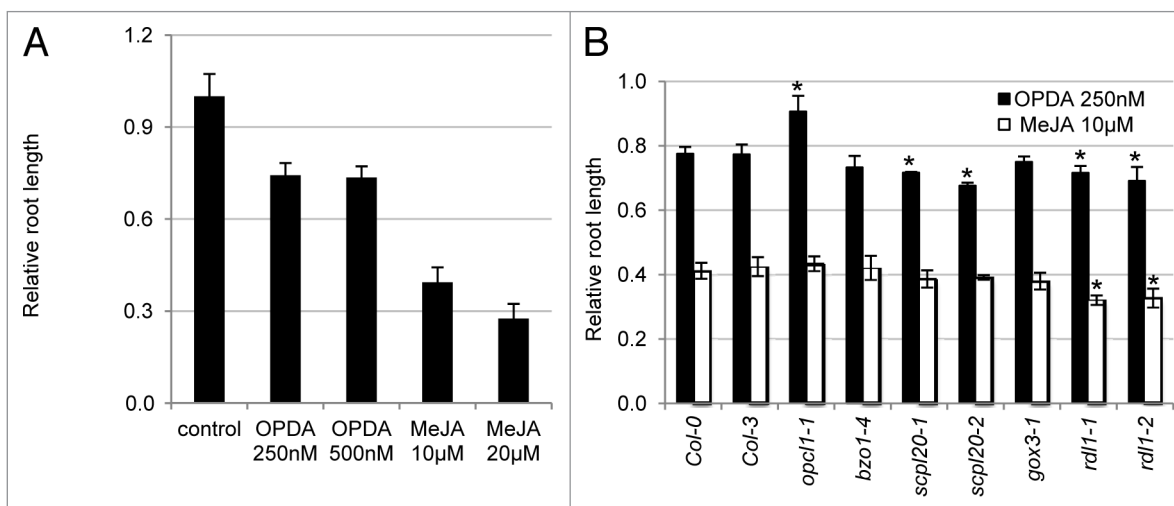 A
Relative root length
1.2
0.9
0.6
0.3
0.0
control OPDA OPDA MeJA MeJA
250nM 500nM 10μM 20μM
B
Relative root length
1.0
0.8
0.6
0.4
0.2
0.0
OPDA 250nM
MeJA 10μM
*
* * * *
* *
Col-0
Col-3
opcl1-1
bzo1-4
scpl20-1
scpl20-2
gox3-1
rdl1-1
rdl1-2